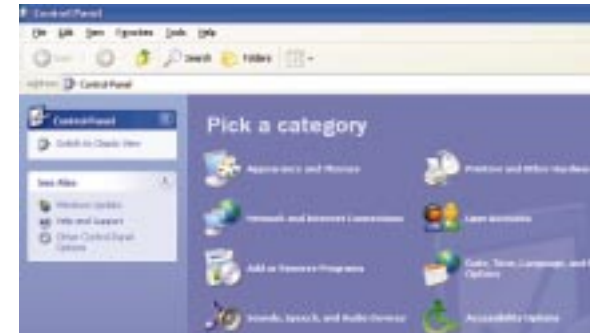 Control Panel
File Edit View Favorites Tools Help
Search Folders
Address Control Panel
Control Panel
Switch to Classic View
See Also
Windows Update
Help and Support
Other Control Panel
Options
Pick a category
Appearance and Themes
Printers and Other Hardware
Network and Internet Connections
User Accounts
Add or Remove Programs
Date, Time, Language, and
Options
Sounds, Speech, and Audio Devices
Accessibility Options